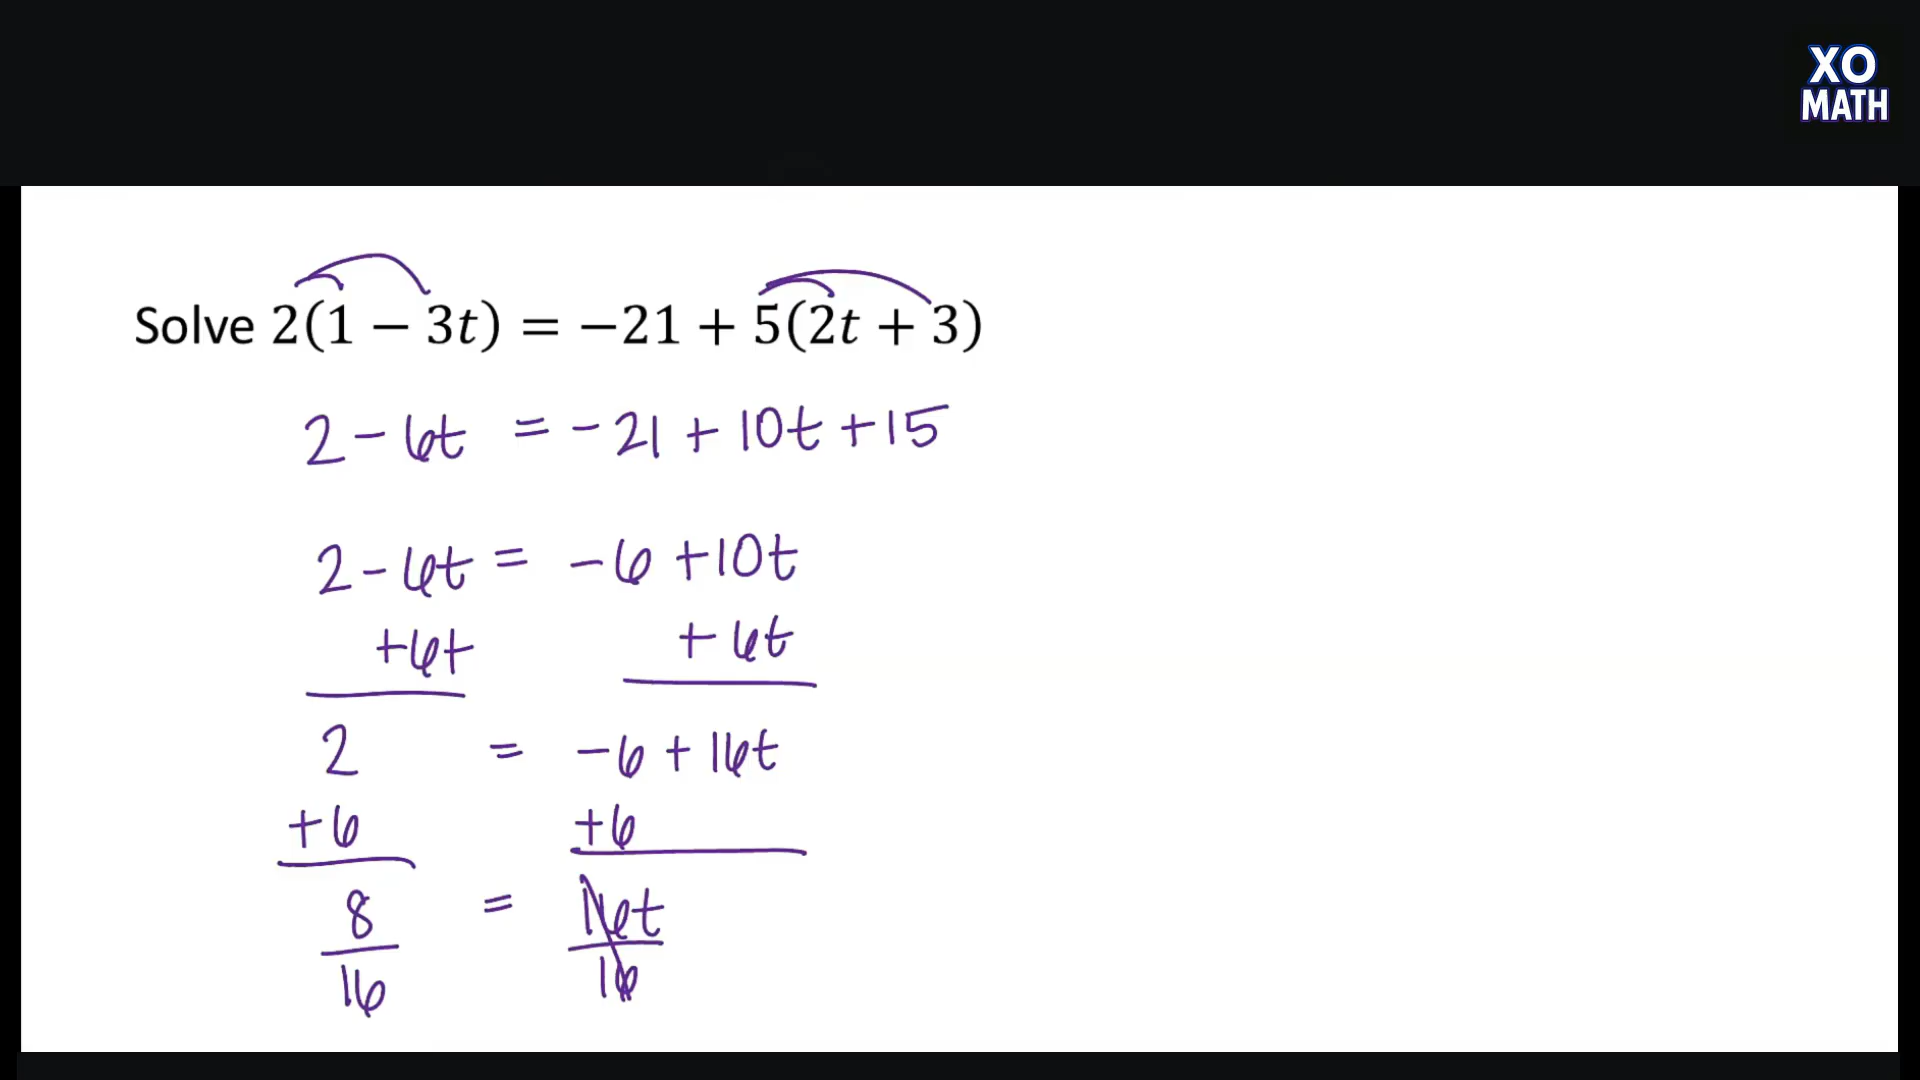 XO
MATH
Solve 2(1 − 3t) = −21 + 5(2t + 3)
2 - 6t = -21 + 10t + 15
2 - 6t = -6 + 10t
+6t + 6t
2 = -6 + 16t
+6 +6
8 = 16t
16 16